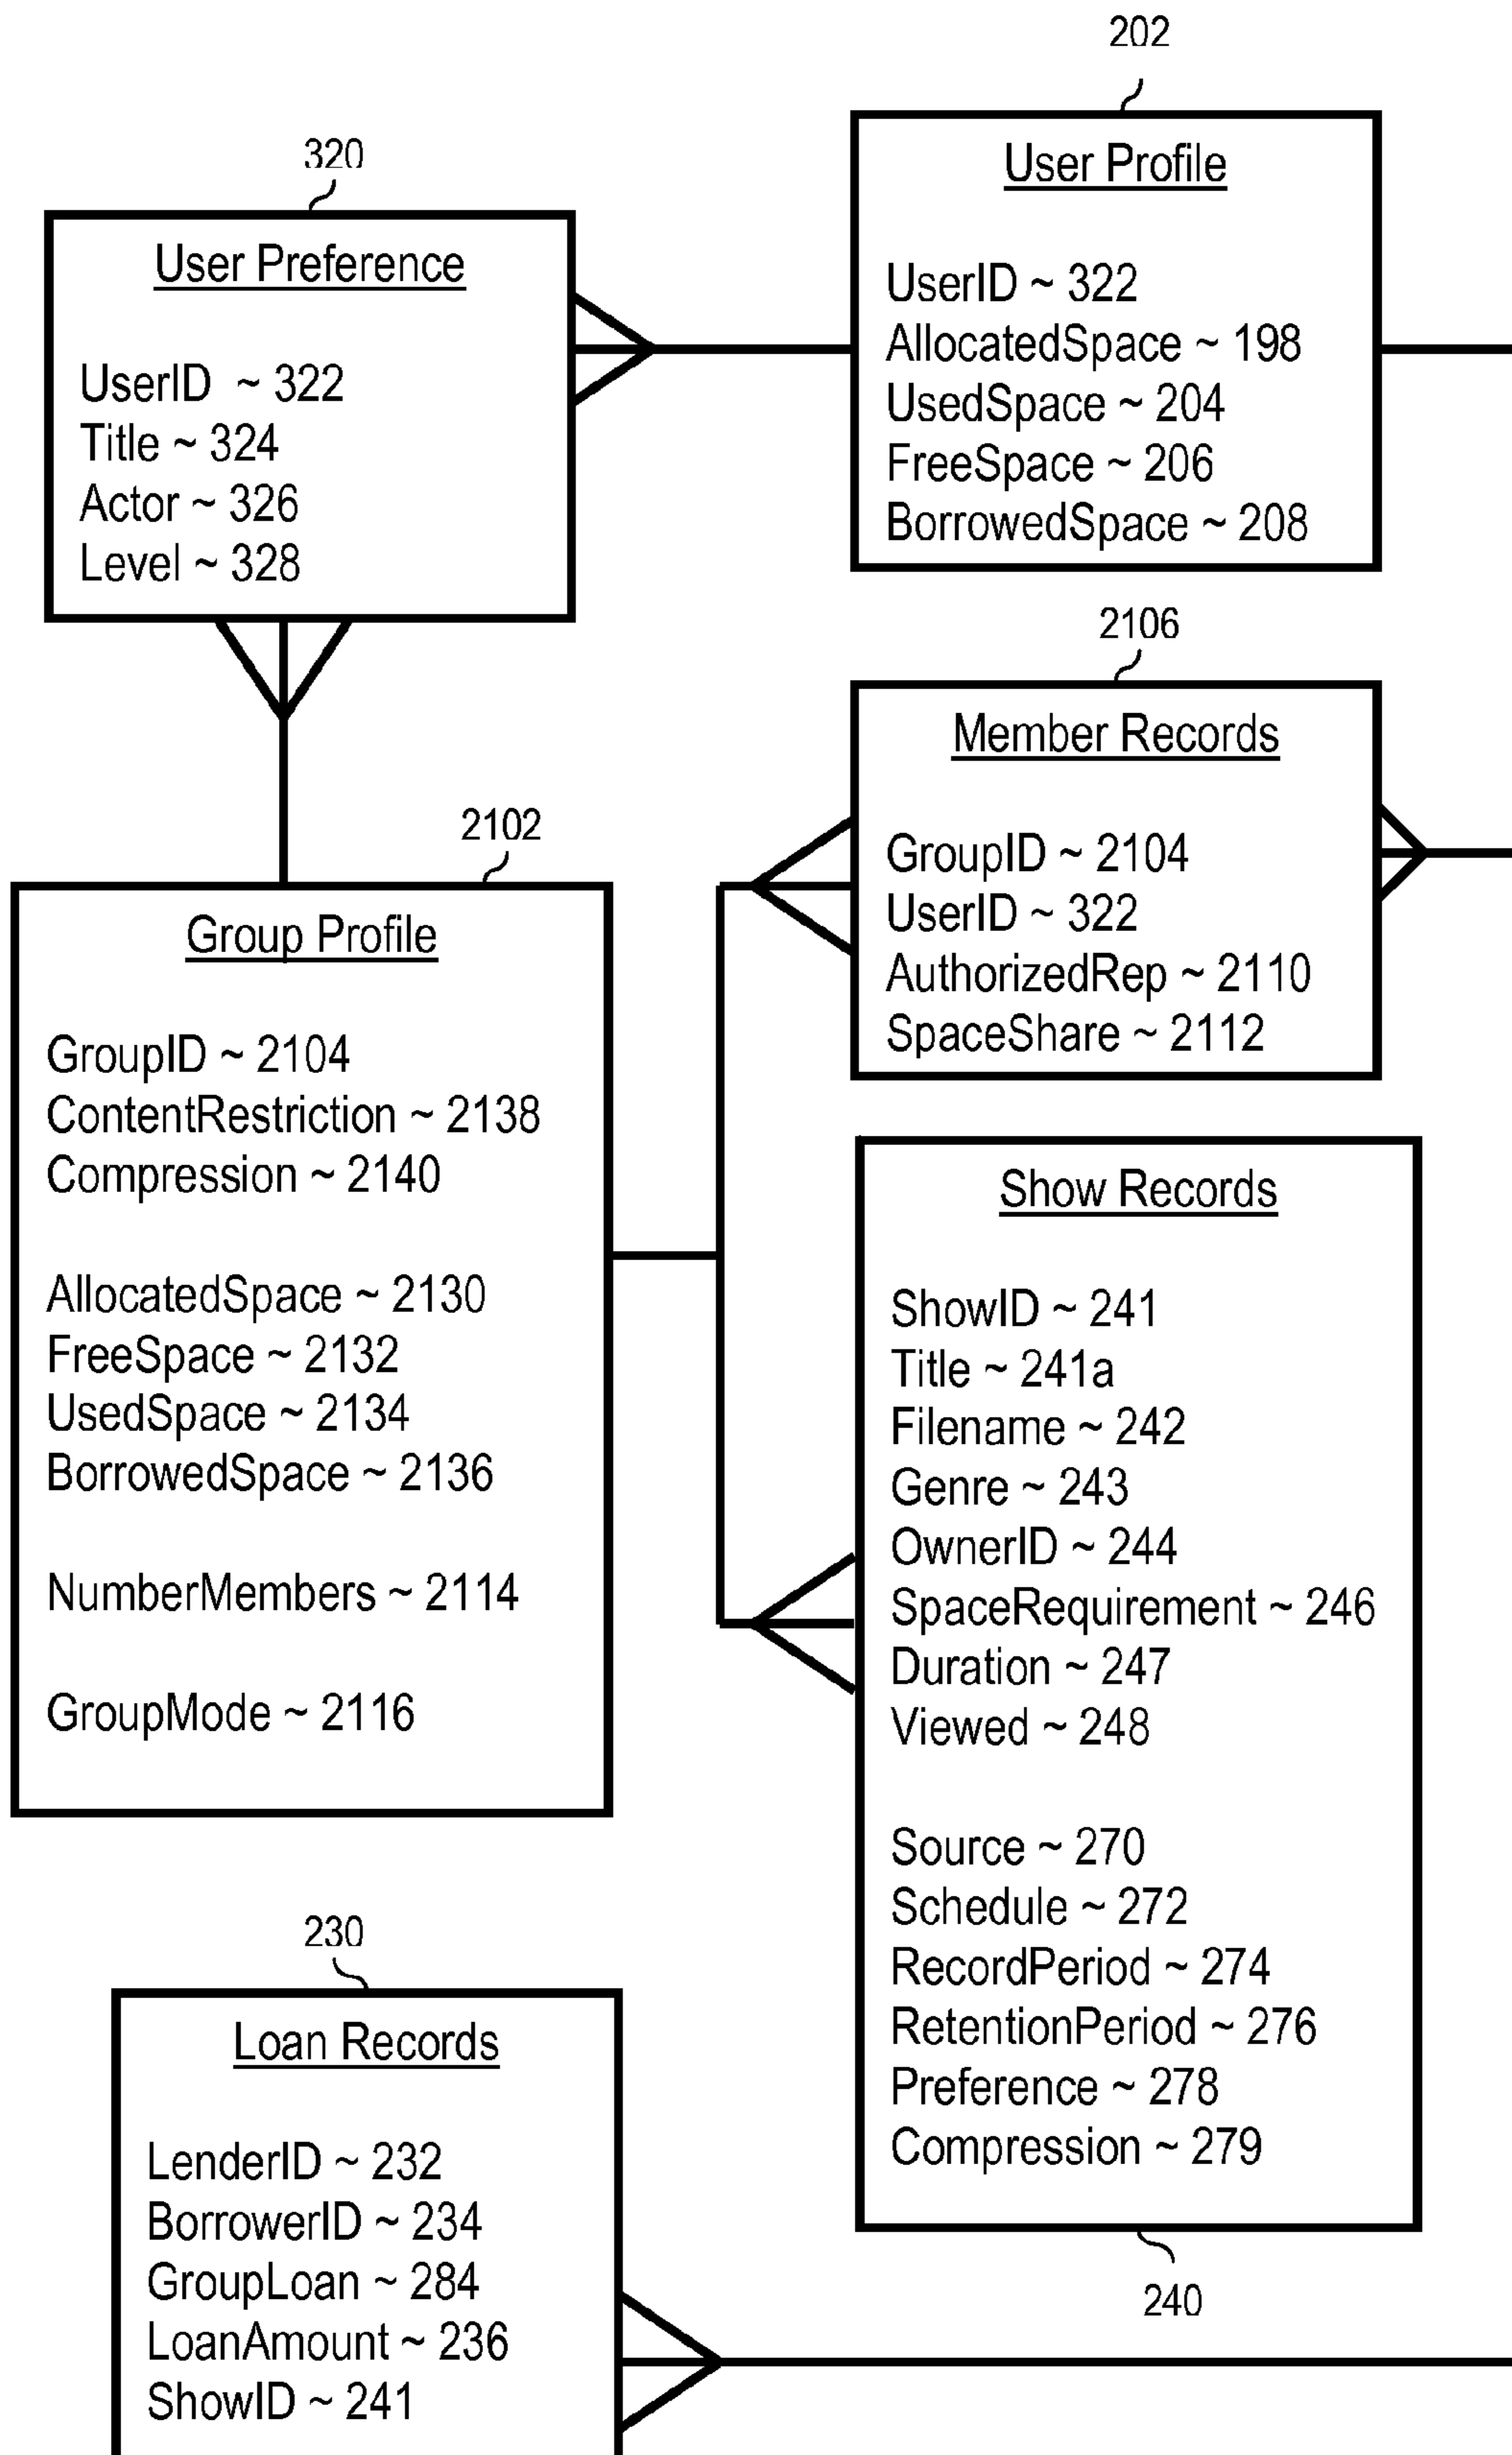 202
User Profile
UserID ~ 322
AllocatedSpace ~ 198
UsedSpace ~ 204
FreeSpace ~ 206
BorrowedSpace ~ 208
320
User Preference
UserID ~ 322
Title ~ 324
Actor ~ 326
Level ~ 328
2106
Member Records
GroupID ~ 2104
UserID ~ 322
AuthorizedRep ~ 2110
SpaceShare ~ 2112
2102
Group Profile
GroupID ~ 2104
ContentRestriction ~ 2138
Compression ~ 2140
AllocatedSpace ~ 2130
FreeSpace ~ 2132
UsedSpace ~ 2134
BorrowedSpace ~ 2136
NumberMembers ~ 2114
GroupMode ~ 2116
Show Records
ShowID ~ 241
Title ~ 241a
Filename ~ 242
Genre ~ 243
OwnerID ~ 244
SpaceRequirement ~ 246
Duration ~ 247
Viewed ~ 248
Source ~ 270
Schedule ~ 272
RecordPeriod ~ 274
RetentionPeriod ~ 276
Preference ~ 278
Compression ~ 279
240
230
Loan Records
LenderID ~ 232
BorrowerID ~ 234
GroupLoan ~ 284
LoanAmount ~ 236
ShowID ~ 241